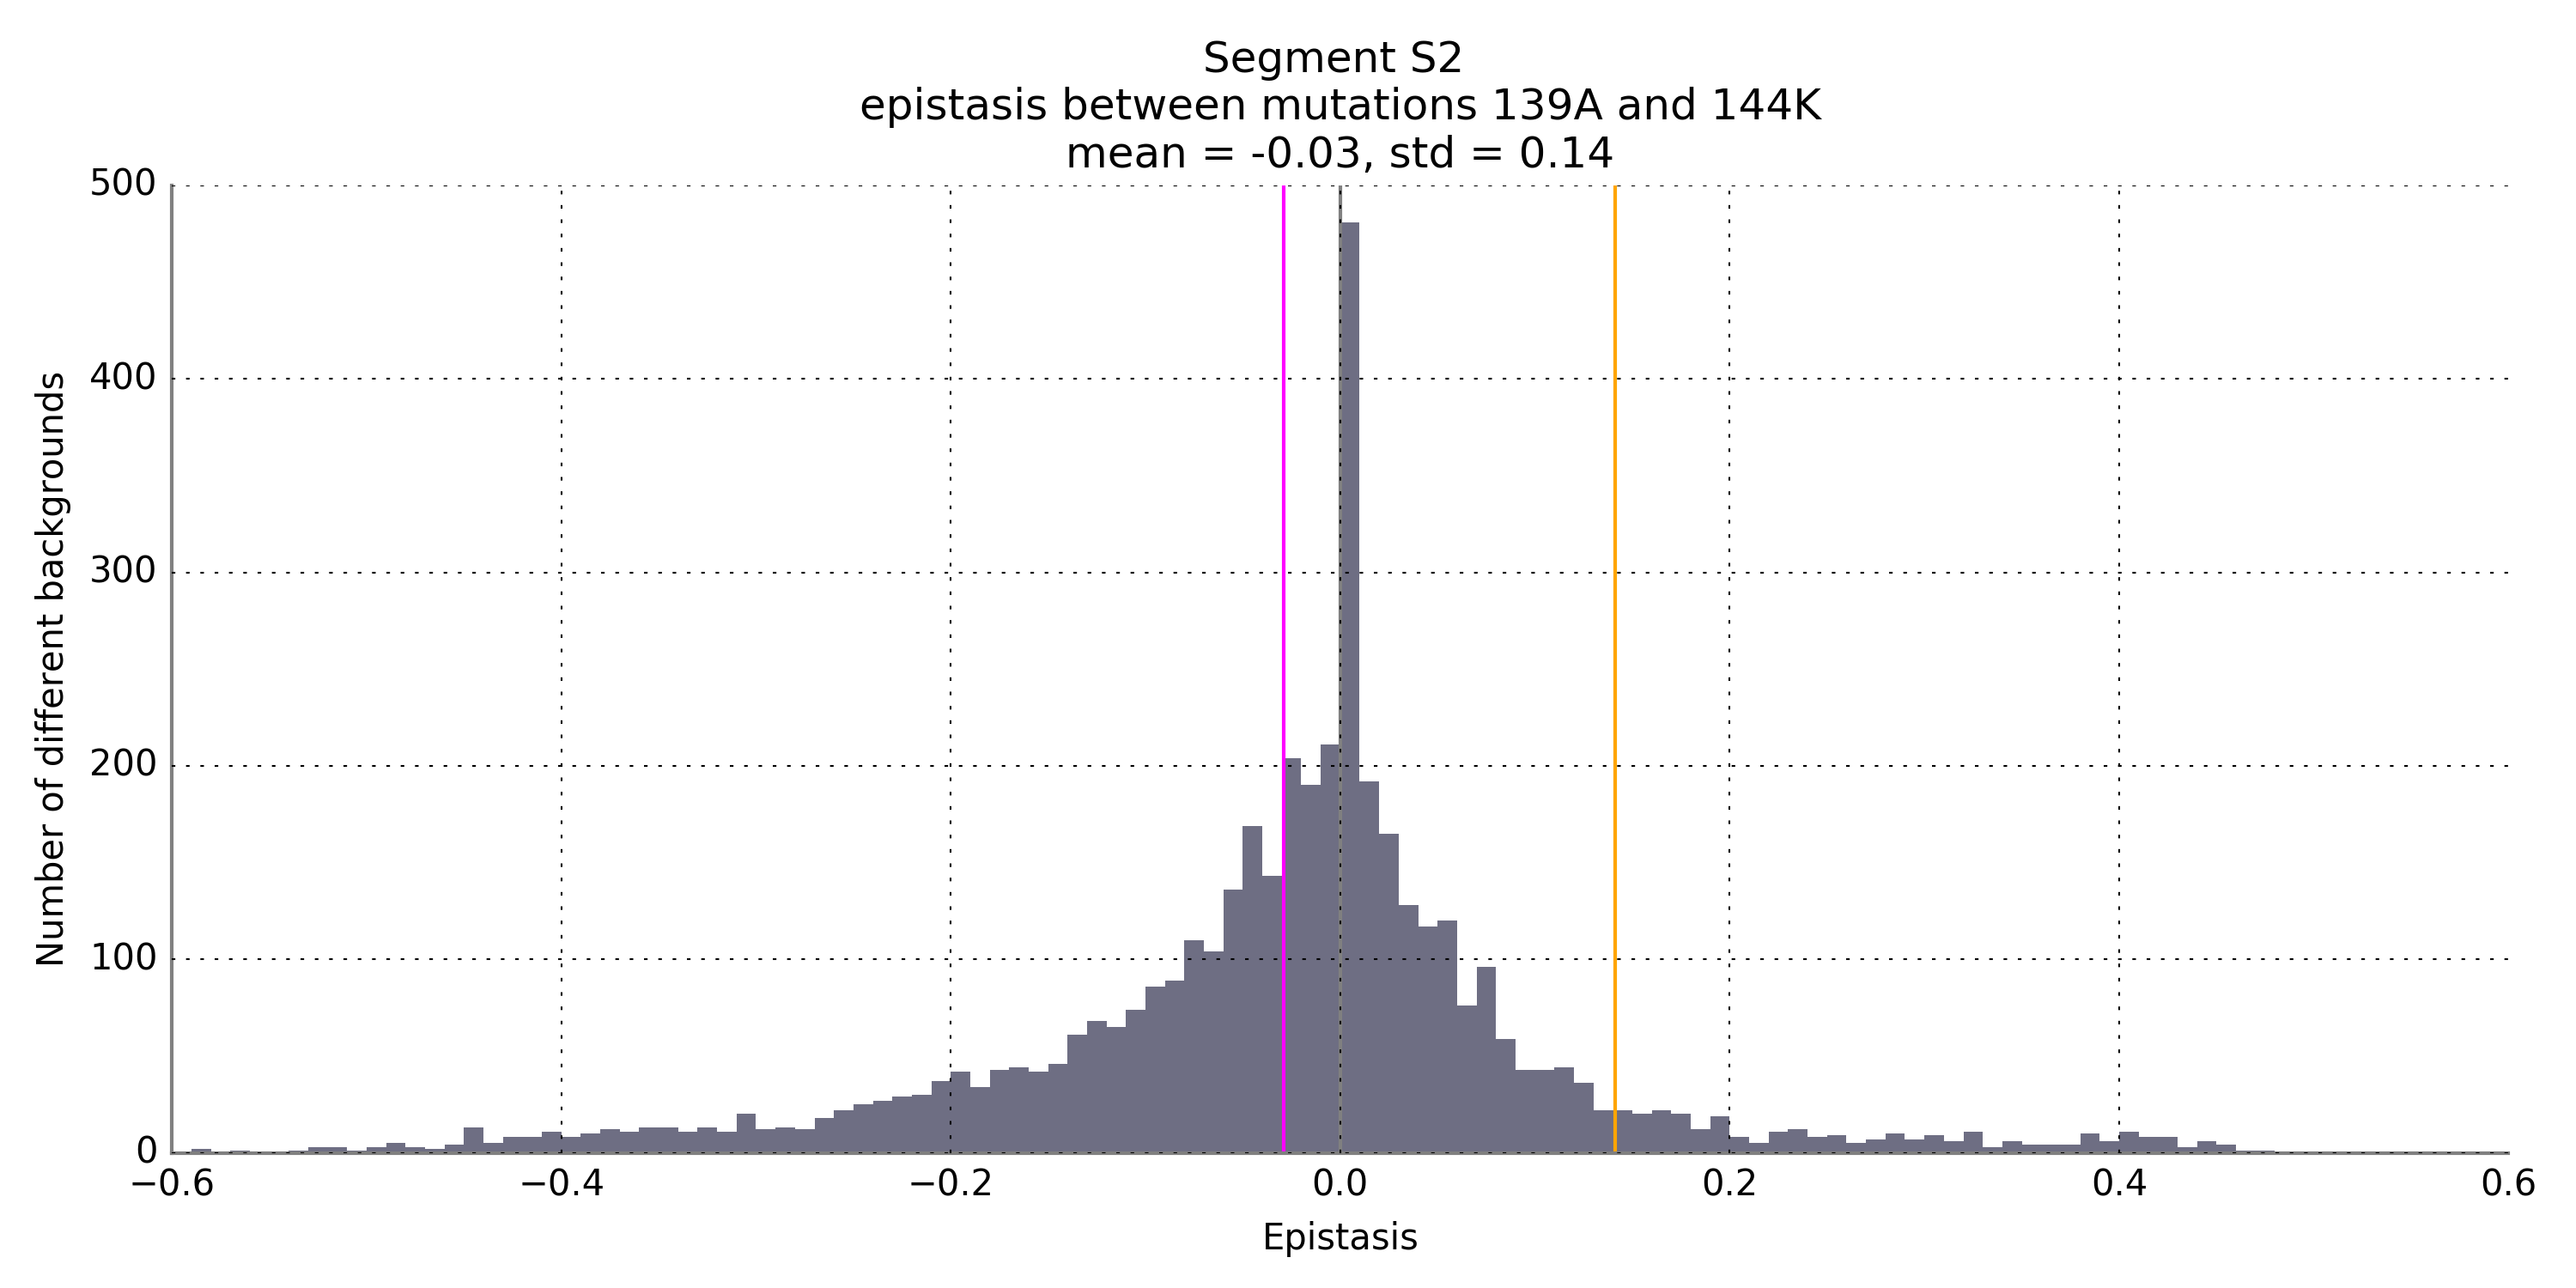 Segment S2
epistasis between mutations 139A and 144K
mean = -0.03, std = 0.14
500
400
300
200
100
0
Number of different backgrounds
−0.6 −0.4 −0.2 0.0 0.2 0.4 0.6
Epistasis